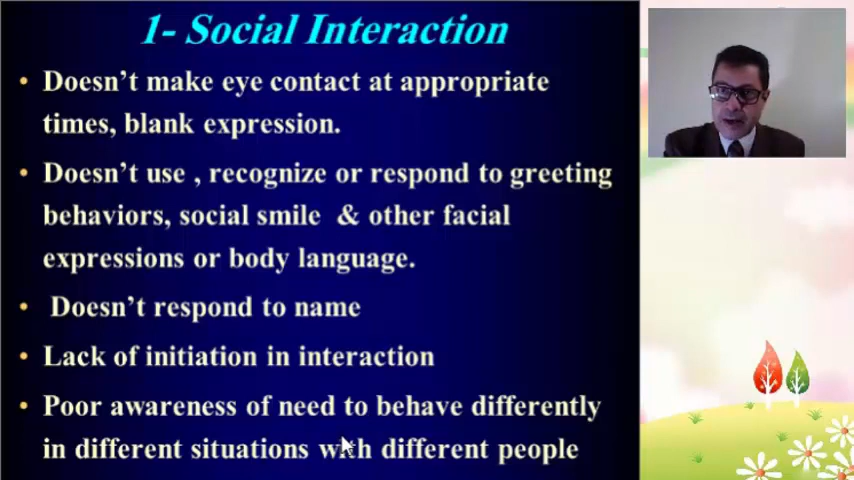 1- Social Interaction
• Doesn't make eye contact at appropriate
times, blank expression.
• Doesn't use , recognize or respond to greeting
behaviors, social smile & other facial
expressions or body language.
• Doesn't respond to name
• Lack of initiation in interaction
• Poor awareness of need to behave differently
in different situations with different people